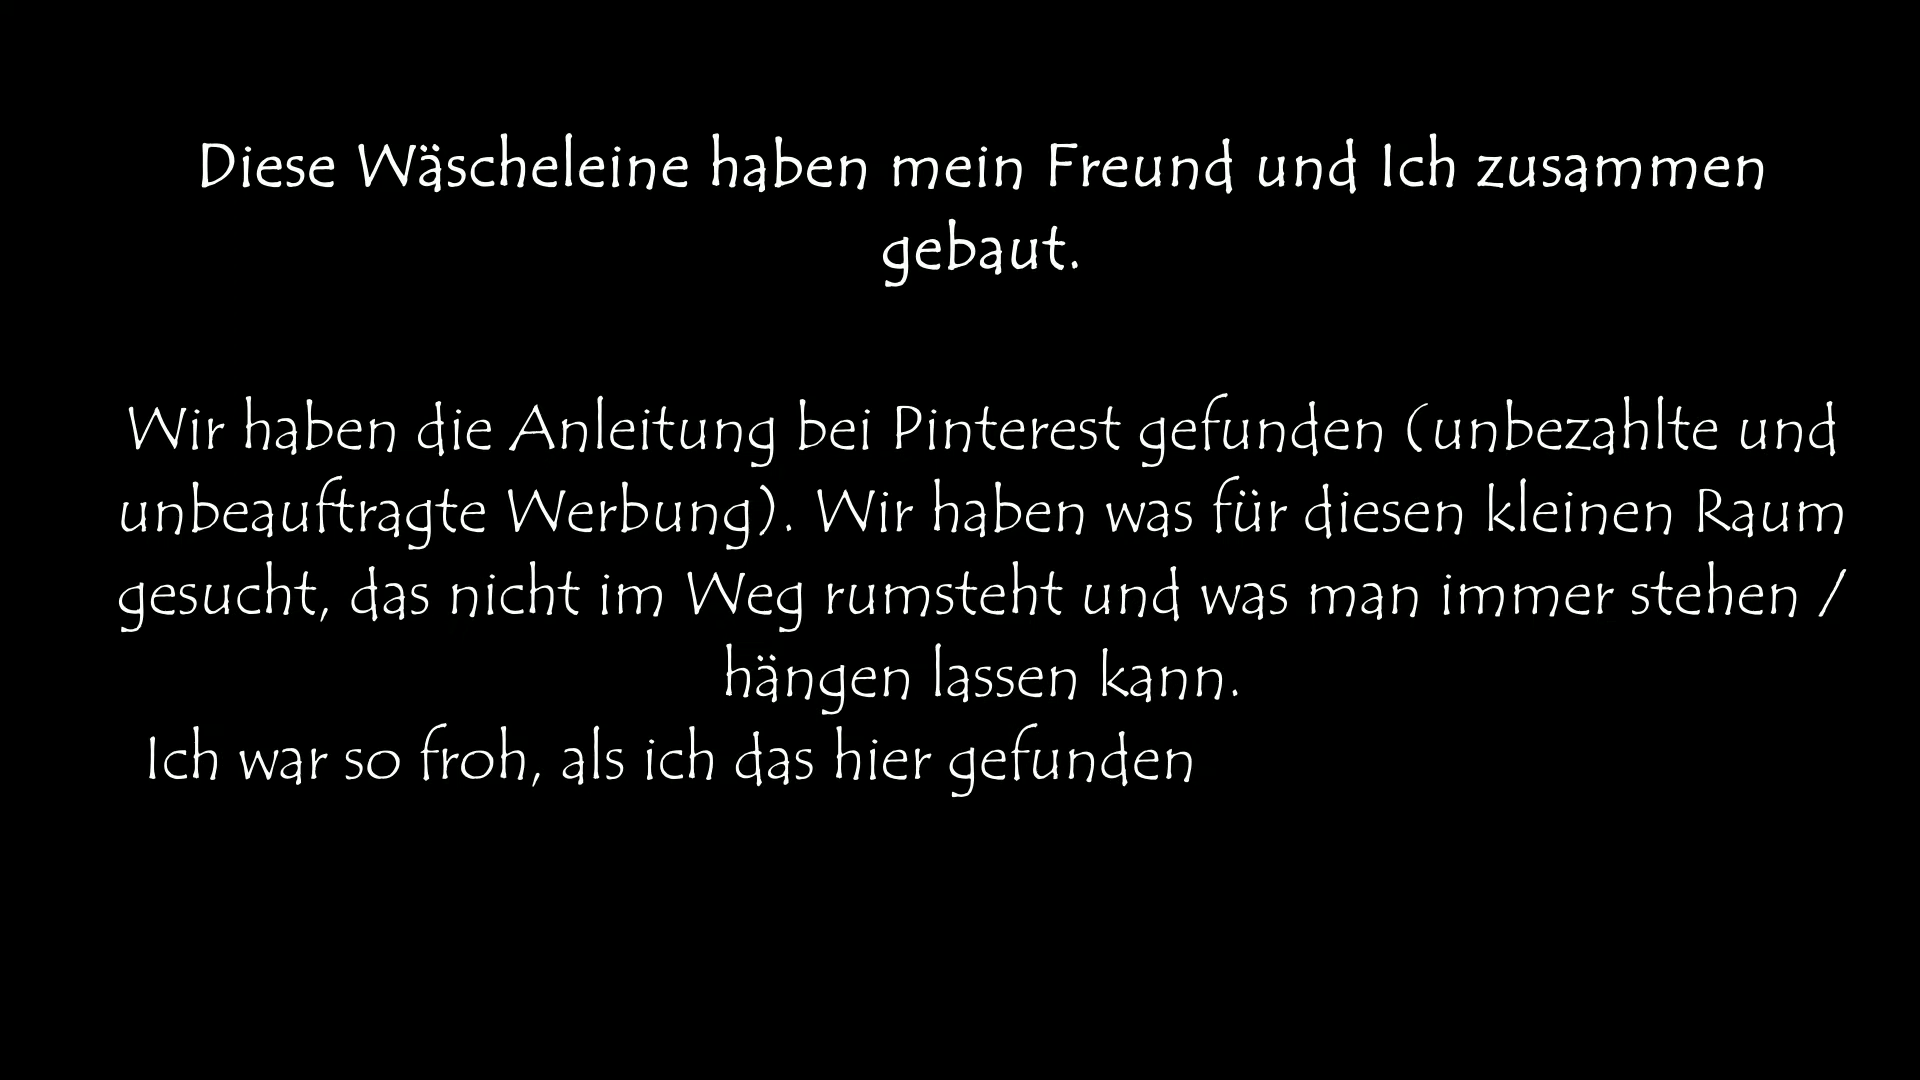 Diese Wäscheleine haben mein Freund und Ich zusammen
gebaut.
Wir haben die Anleitung bei Pinterest gefunden (unbezahlte und
unbeauftragte Werbung). Wir haben was für diesen kleinen Raum
gesucht, das nicht im Weg rumsteht und was man immer stehen /
hängen lassen kann.
Ich war so froh, als ich das hier gefunden